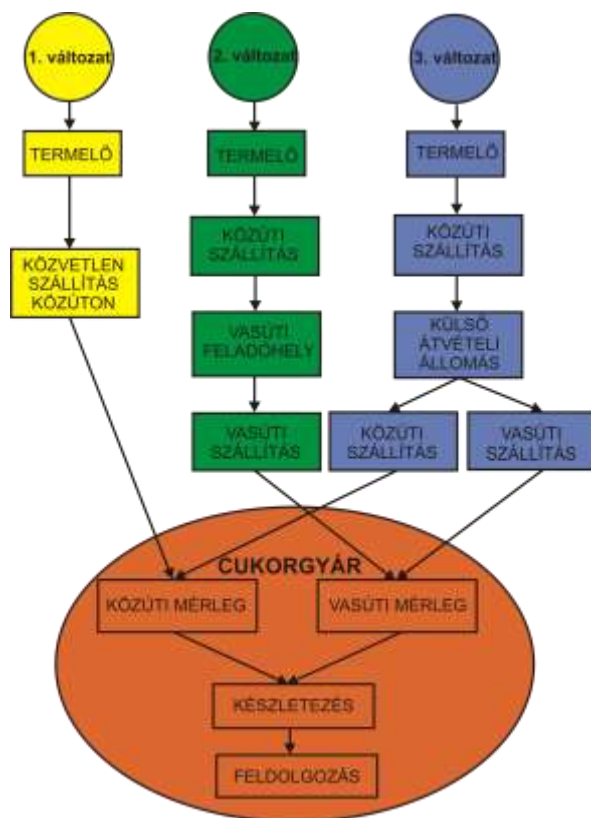 1. változat
2. változat
3. változat
TERMELŐ
TERMELŐ
TERMELŐ
KÖZVETLEN
SZÁLLÍTÁS
KÖZÚTON
KÖZÚTI
SZÁLLÍTÁS
KÖZÚTI
SZÁLLÍTÁS
VASÚTI
FELADÓHELY
KÜLSŐ
ÁTVÉTELI
ÁLLOMÁS
VASÚTI
SZÁLLÍTÁS
KÖZÚTI
SZÁLLÍTÁS
VASÚTI
SZÁLLÍTÁS
CUKORGYÁR
KÖZÚTI MÉRLEG
VASÚTI MÉRLEG
KÉSZLETEZÉS
FELDOLGOZÁS